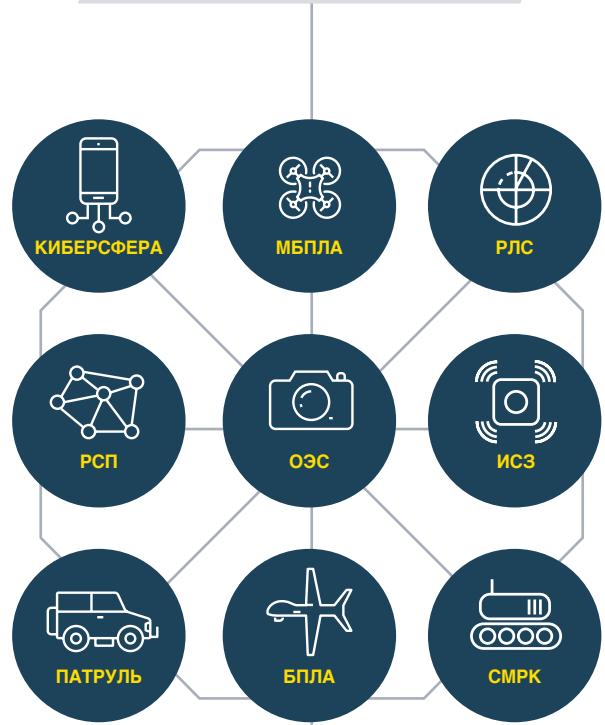 КИБЕРСФЕРА
МБПЛА
РЛС
РСП
ОЭС
ИСЗ
ПАТРУЛЬ
БПЛА
СМРК